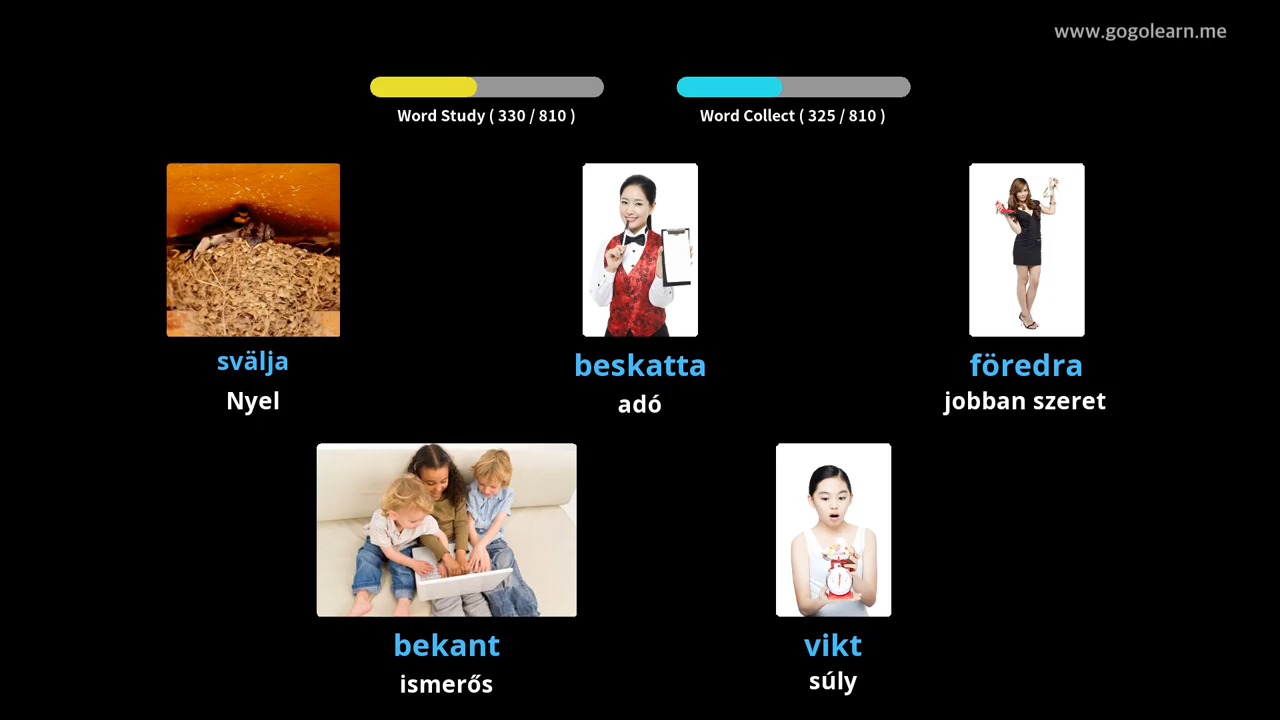 www.gogolearn.me
Word Study ( 330 / 810 )
Word Collect ( 325 / 810 )
svälja
Nyel
beskatta
adó
föredra
jobban szeret
bekant
ismerős
vikt
súly